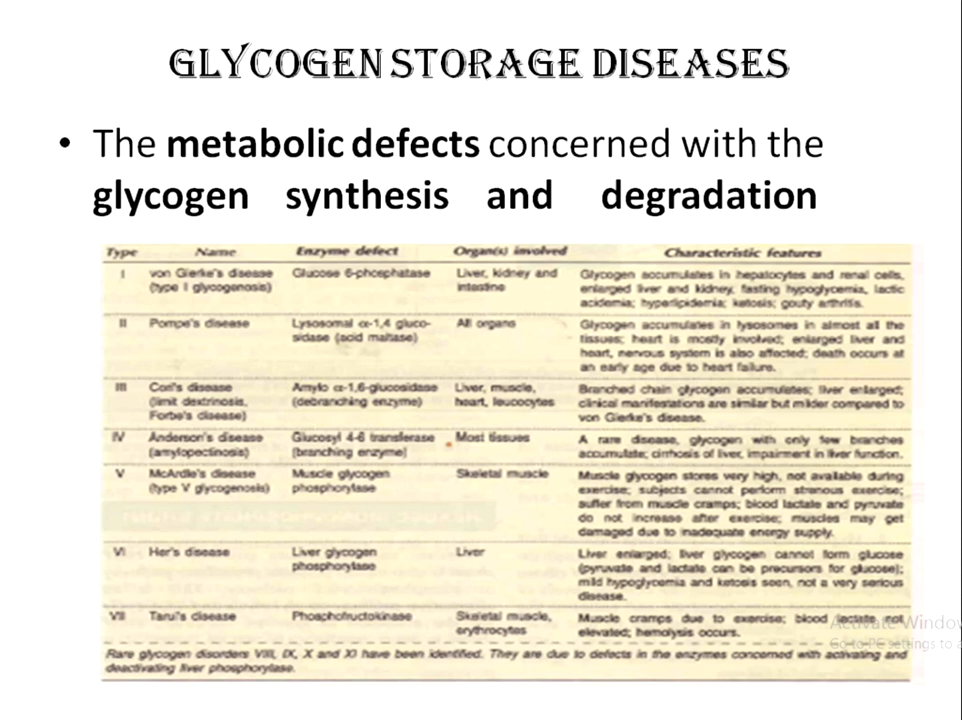 GLYCOGEN STORAGE DISEASES
• The metabolic defects concerned with the
glycogen synthesis and degradation
Type Name Enzyme defect Organ(s) involved Characteristic features
I von Gierke's disease Glucose 6-phosphatase Liver, kidney and Glycogen accumulates in hepatocytes and renal cells,
(type I glycogenosis) intestine enlarged liver and kidney, fasting hypoglycemia, lactic
acidemia; hyperlipidemia; ketosis; gouty arthritis.
II Pompe's disease Lysosomal α-1,4 gluco- All organs Glycogen accumulates in lysosomes in almost all the
sidase (acid maltase) tissues; heart is mostly involved; enlarged liver and
heart, nervous system is also affected; death occurs at
an early age due to heart failure.
III Cori's disease Amylo α-1,6-glucosidase Liver, muscle, Branched chain glycogen accumulates; liver enlarged;
(limit dextrinosis, (debranching enzyme) heart, leucocytes clinical manifestations are similar but milder compared to
Forbe's disease) von Gierke's disease.
IV Anderson's disease Glucosyl 4-6 transferase Most tissues A rare disease, glycogen with only few branches
(amylopectinosis) (branching enzyme) accumulate; cirrhosis of liver, impairment in liver function.
V McArdle's disease Muscle glycogen Skeletal muscle Muscle glycogen stores very high, not available during
(type V glycogenosis) phosphorylase exercise; subjects cannot perform strenous exercise;
suffer from muscle cramps; blood lactate and pyruvate
do not increase after exercise; muscles may get
damaged due to inadequate energy supply.
VI Her's disease Liver glycogen Liver Liver enlarged; liver glycogen cannot form glucose
phosphorylase (pyruvate and lactate can be precursors for glucose);
mild hypoglycemia and ketosis seen, not a very serious
disease.
VII Tarui's disease Phosphofructokinase Skeletal muscle, Muscle cramps due to exercise; blood lactate not
erythrocytes elevated; hemolysis occurs.
Rare glycogen disorders VIII, IX, X and XI have been identified. They are due to defects in the enzymes concerned with activating and
deactivating liver phosphorylase.
Activate Window
Go to PC settings to a